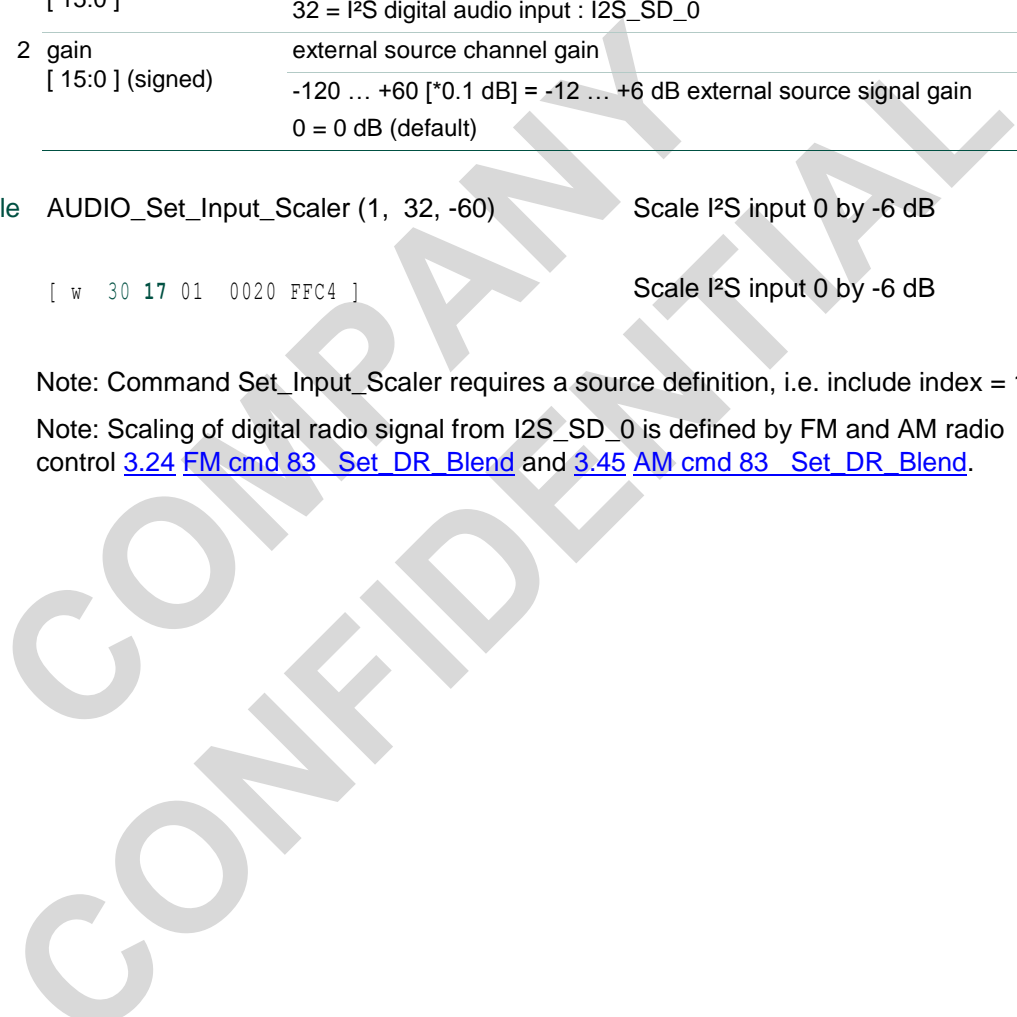 [ 15:0 ]
32 = I²S digital audio input : I2S_SD_0
2 gain external source channel gain
[ 15:0 ] (signed)
-120 … +60 [*0.1 dB] = -12 … +6 dB external source signal gain
0 = 0 dB (default)
le AUDIO_Set_Input_Scaler (1, 32, -60) Scale I²S input 0 by -6 dB
[ w 30 17 01 0020 FFC4 ] Scale I²S input 0 by -6 dB
Note: Command Set_Input_Scaler requires a source definition, i.e. include index =
Note: Scaling of digital radio signal from I2S_SD_0 is defined by FM and AM radio
control 3.24 FM cmd 83 Set_DR_Blend and 3.45 AM cmd 83 Set_DR_Blend.
COMPANY
CONFIDENTIAL